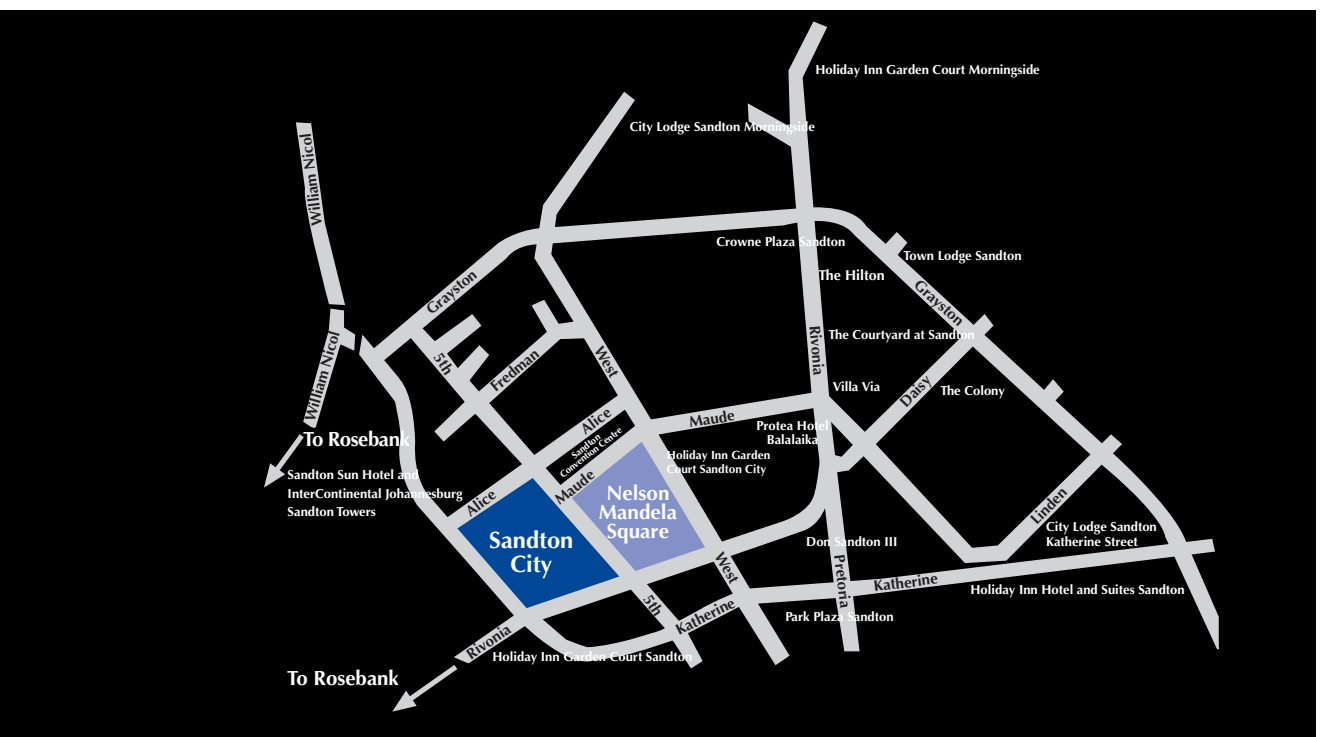 Holiday Inn Garden Court Morningside
City Lodge Sandton Morningside
William Nicol
Crowne Plaza Sandton
Town Lodge Sandton
The Hilton
Grayston
Grayston
The Courtyard at Sandton
Rivonia
William Nicol
5th
Fredman
West
Daisy
Villa Via
The Colony
Alice
Maude
Protea Hotel
Balalaika
To Rosebank
Sandton
Convention Centre
Holiday Inn Garden
Court Sandton City
Sandton Sun Hotel and
InterContinental Johannesburg
Sandton Towers
Alice
Maude
Nelson
Mandela
Square
Linden
City Lodge Sandton
Katherine Street
Sandton
City
Don Sandton III
West
Pretoria
Katherine
Holiday Inn Hotel and Suites Sandton
5th
Katherine
Park Plaza Sandton
Rivonia
Holiday Inn Garden Court Sandton
To Rosebank